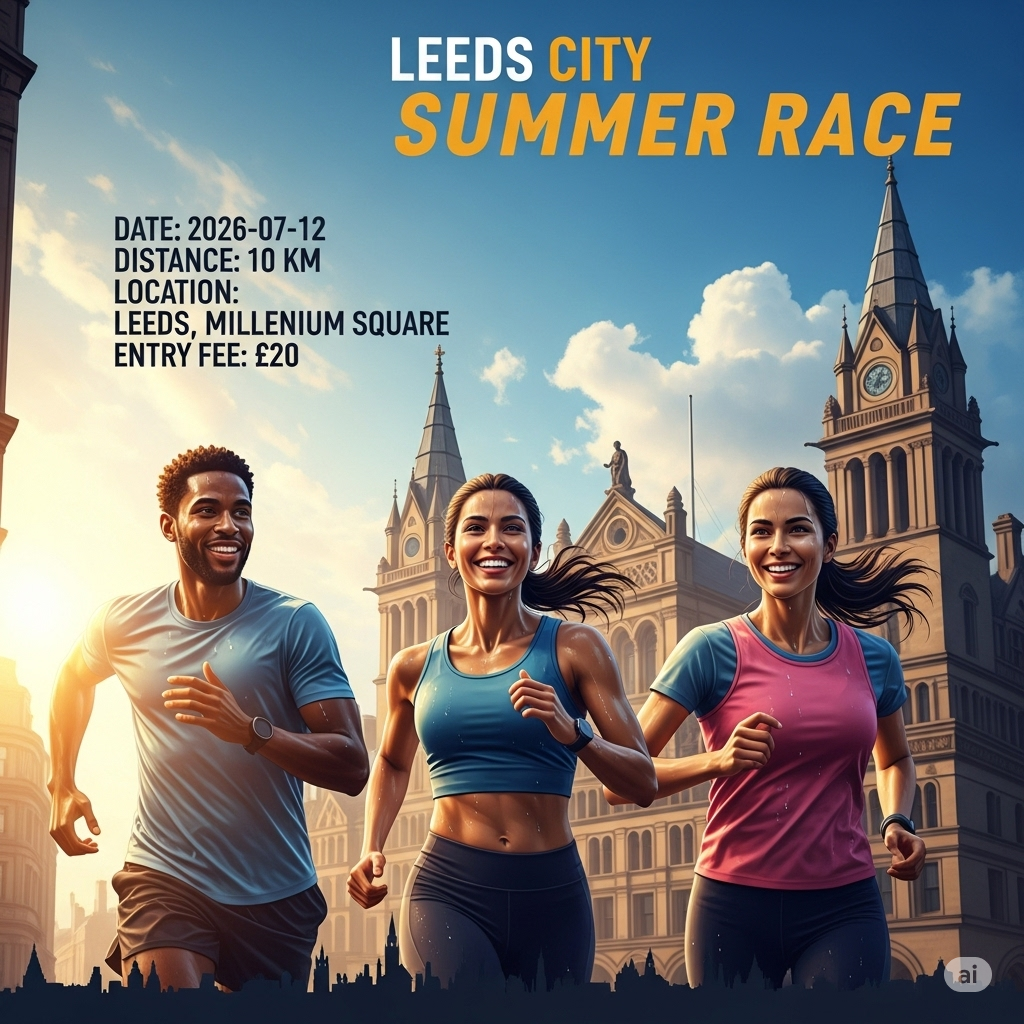 LEEDS CITY
SUMMER RACE
DATE: 2026-07-12
DISTANCE: 10 KM
LOCATION:
LEEDS, MILLENIUM SQUARE
ENTRY FEE: £20
ai